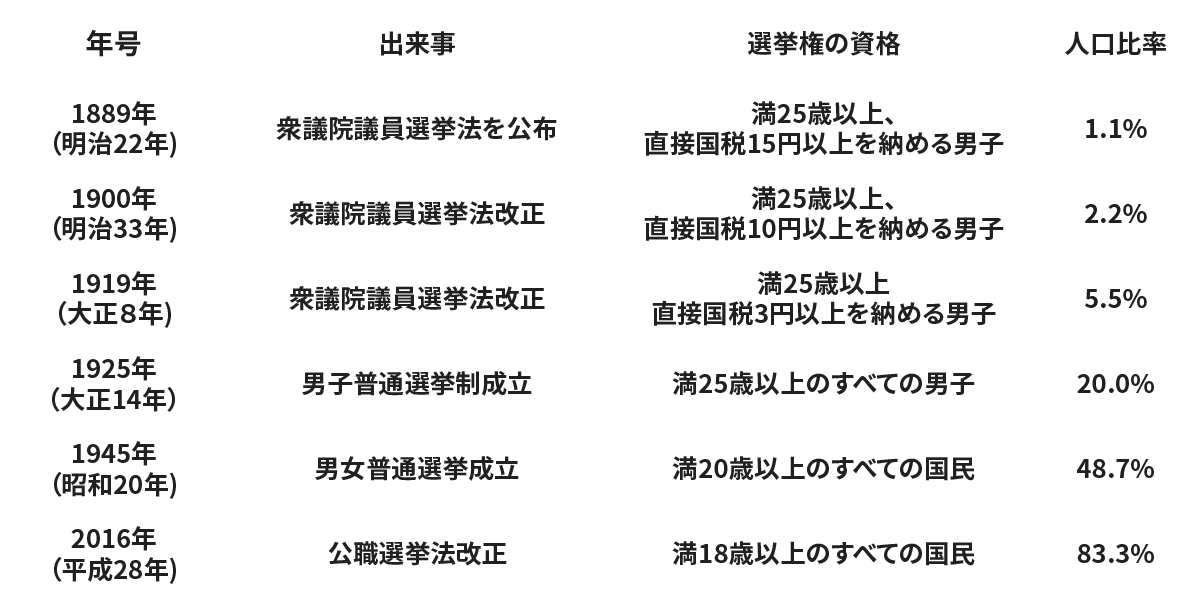 年号 出来事 選挙権の資格 人口比率
1889年
（明治22年) 衆議院議員選挙法を公布 満25歳以上、
直接国税15円以上を納める男子 1.1%
1900年
（明治33年) 衆議院議員選挙法改正 満25歳以上、
直接国税10円以上を納める男子 2.2%
1919年
（大正８年) 衆議院議員選挙法改正 満25歳以上
直接国税3円以上を納める男子 5.5%
1925年
（大正14年） 男子普通選挙制成立 満25歳以上のすべての男子 20.0%
1945年
（昭和20年) 男女普通選挙成立 満20歳以上のすべての国民 48.7%
2016年
（平成28年) 公職選挙法改正 満18歳以上のすべての国民 83.3%